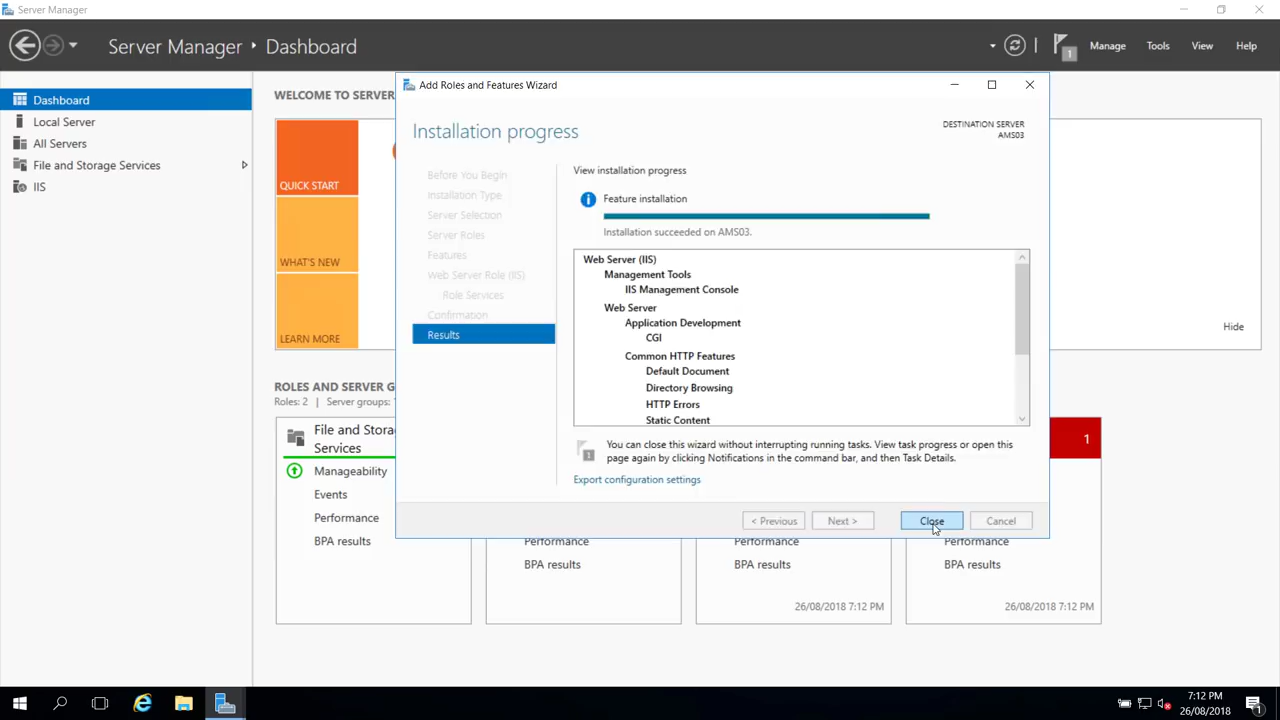 Server Manager
Server Manager ‣ Dashboard
1
Manage
Tools
View
Help
Dashboard
Local Server
All Servers
File and Storage Services
IIS
WELCOME TO SERVER
QUICK START
WHAT'S NEW
LEARN MORE
Hide
ROLES AND SERVER G
Roles: 2 | Server groups:
File and Stora
Services
Manageability
Events
Performance
BPA results
Performance
BPA results
Performance
BPA results
26/08/2018 7:12 PM
1
Performance
BPA results
26/08/2018 7:12 PM
Add Roles and Features Wizard
Installation progress
DESTINATION SERVER
AMS03
Before You Begin
Installation Type
Server Selection
Server Roles
Features
Web Server Role (IIS)
Role Services
Confirmation
Results
View installation progress
Feature installation
Installation succeeded on AMS03.
Web Server (IIS)
Management Tools
IIS Management Console
Web Server
Application Development
CGI
Common HTTP Features
Default Document
Directory Browsing
HTTP Errors
Static Content
1
You can close this wizard without interrupting running tasks. View task progress or open this
page again by clicking Notifications in the command bar, and then Task Details.
Export configuration settings
< Previous
Next >
Close
Cancel
7:12 PM
26/08/2018
1